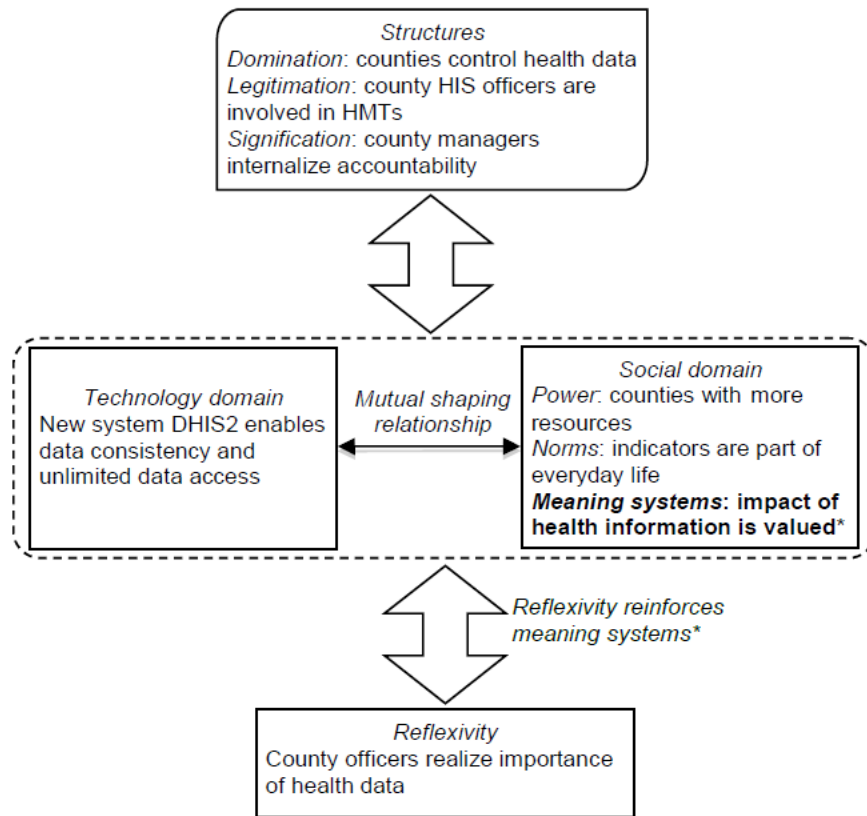 Structures
Domination: counties control health data
Legitimation: county HIS officers are
involved in HMTs
Signification: county managers
internalize accountability
Technology domain
New system DHIS2 enables
data consistency and
unlimited data access
Mutual shaping
relationship
Social domain
Power: counties with more
resources
Norms: indicators are part of
everyday life
Meaning systems: impact of
health information is valued*
Reflexivity reinforces
meaning systems*
Reflexivity
County officers realize importance
of health data